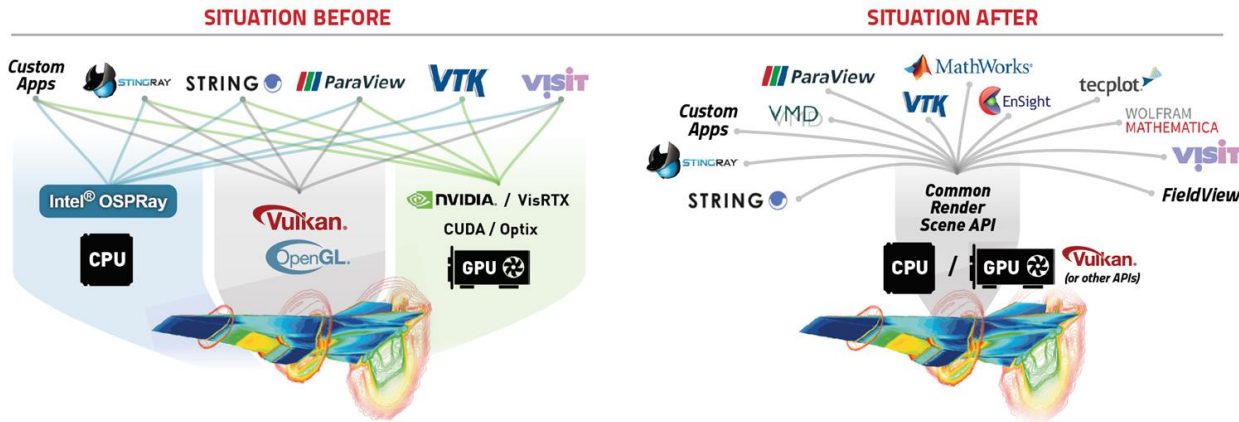 SITUATION BEFORE
Custom
Apps
STINGRAY
STRING
ParaView
VTK
VISIT
Intel® OSPRay
CPU
Vulkan.
OpenGL.
NVIDIA. / VisRTX
CUDA / Optix
GPU
SITUATION AFTER
Custom
Apps
STINGRAY
STRING
VMD
VMD
ParaView
VTK
MathWorks®
EnSight
tecplot.
WOLFRAM
MATHEMATICA
VISIT
FieldView
Common
Render
Scene API
CPU / GPU
Vulkan.
(or other APIs)